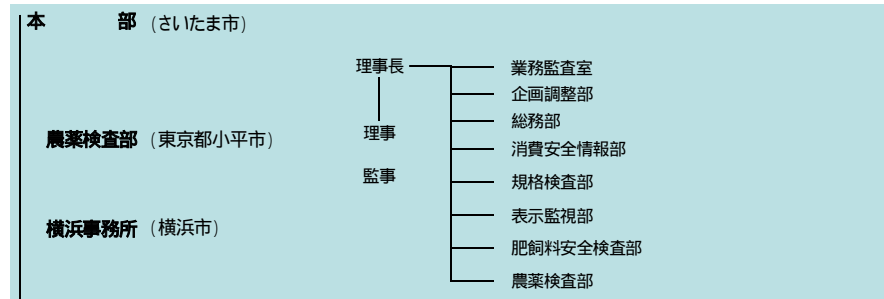 本　　　部 （さいたま市）
理事長
業務監査室
企画調整部
総務部
農薬検査部 （東京都小平市）
理事
消費安全情報部
監事
規格検査部
表示監視部
横浜事務所 （横浜市）
肥飼料安全検査部
農薬検査部